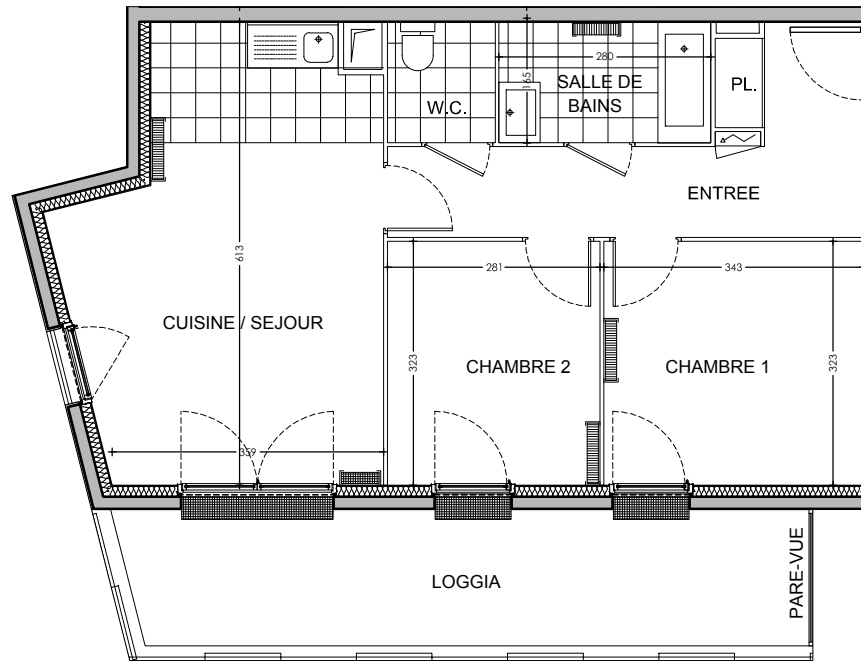 280
SALLE DE
BAINS
165
PL.
W.C.
ENTREE
613
281
343
CUISINE / SEJOUR
323
CHAMBRE 2
CHAMBRE 1
323
359
LOGGIA
PARE-VUE